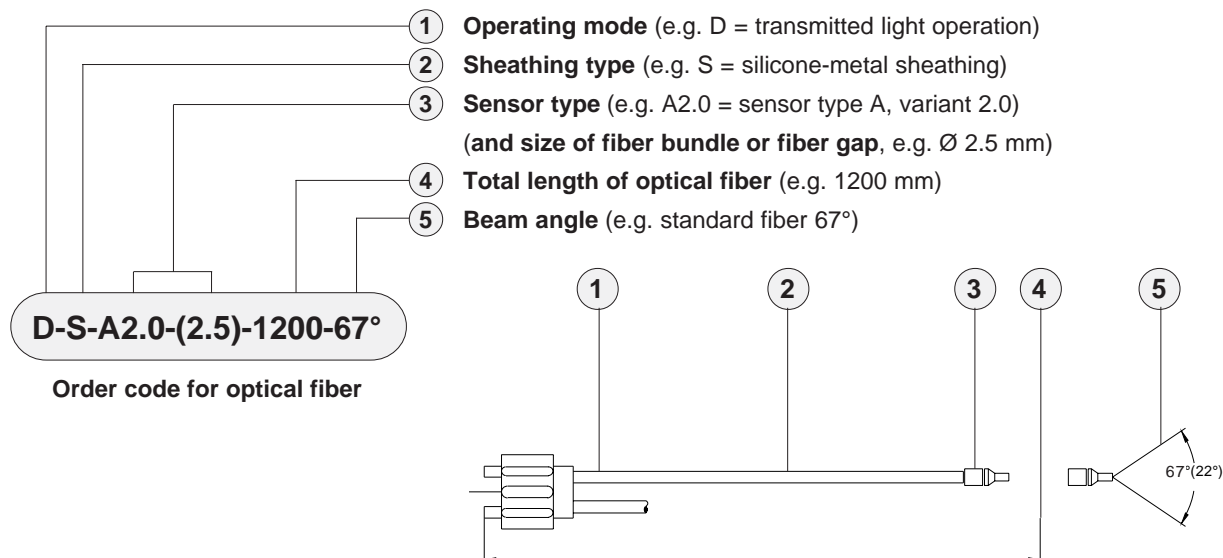 1 Operating mode (e.g. D = transmitted light operation)
2 Sheathing type (e.g. S = silicone-metal sheathing)
3 Sensor type (e.g. A2.0 = sensor type A, variant 2.0)
(and size of fiber bundle or fiber gap, e.g. Ø 2.5 mm)
4 Total length of optical fiber (e.g. 1200 mm)
5 Beam angle (e.g. standard fiber 67°)
D-S-A2.0-(2.5)-1200-67°
Order code for optical fiber
1 2 3 4 5
67°(22°)